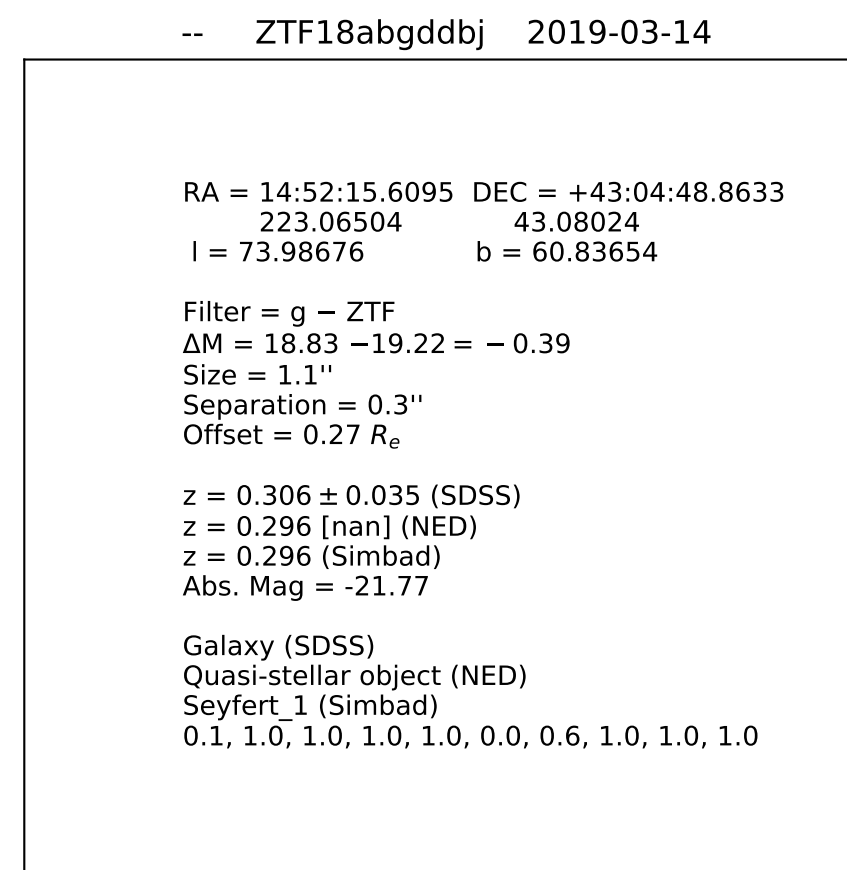 -- ZTF18abgddbj 2019-03-14
RA = 14:52:15.6095 DEC = +43:04:48.8633
223.06504 43.08024
l = 73.98676 b = 60.83654
Filter = g − ZTF
ΔM = 18.83 −19.22 = − 0.39
Size = 1.1''
Separation = 0.3''
Offset = 0.27 Re
z = 0.306 ± 0.035 (SDSS)
z = 0.296 [nan] (NED)
z = 0.296 (Simbad)
Abs. Mag = -21.77
Galaxy (SDSS)
Quasi-stellar object (NED)
Seyfert_1 (Simbad)
0.1, 1.0, 1.0, 1.0, 1.0, 0.0, 0.6, 1.0, 1.0, 1.0